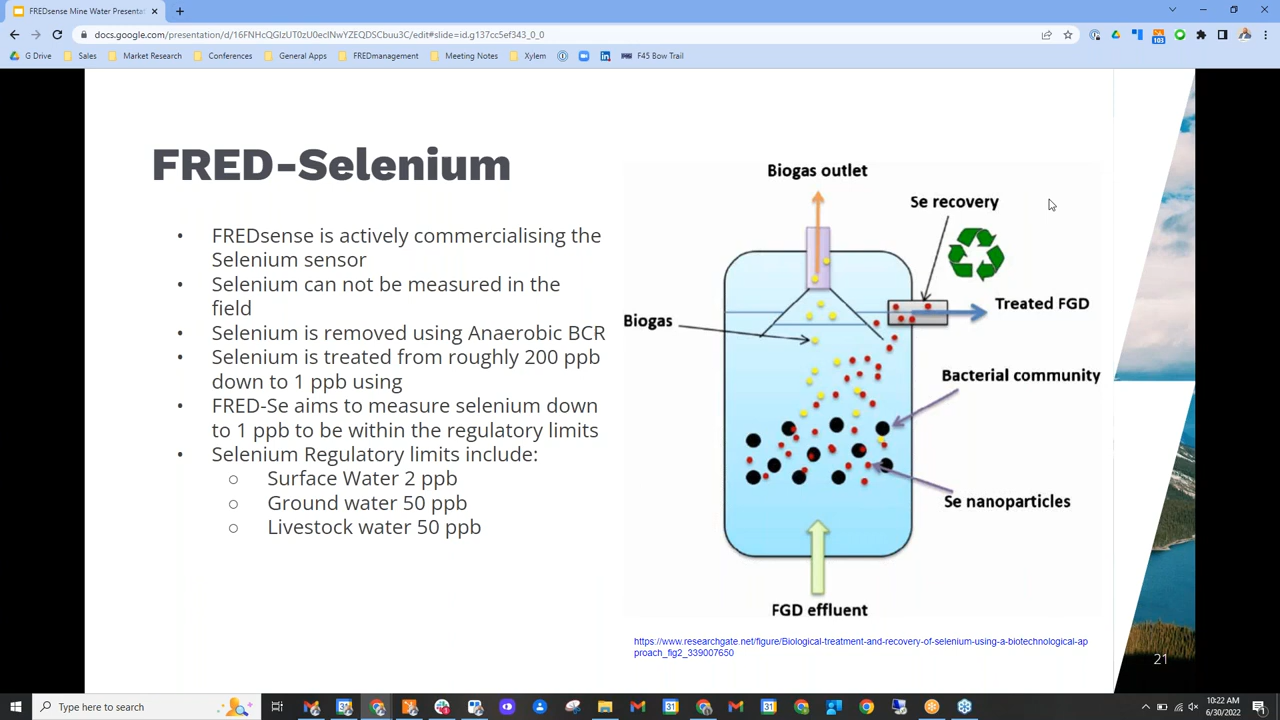 FREDsense Mine Water Presentat
docs.google.com/presentation/d/16FNHcQGlzUT0zU0eclNwYZEQDSCbuu3C/edit#slide=id.g137cc5ef343_0_0
103
G Drive Sales Market Research Conferences General Apps FREDmanagement Meeting Notes Xylem F45 Bow Trail
FRED-Selenium
• FREDsense is actively commercialising the
Selenium sensor
• Selenium can not be measured in the
field
• Selenium is removed using Anaerobic BCR
• Selenium is treated from roughly 200 ppb
down to 1 ppb using
• FRED-Se aims to measure selenium down
to 1 ppb to be within the regulatory limits
• Selenium Regulatory limits include:
○ Surface Water 2 ppb
○ Ground water 50 ppb
○ Livestock water 50 ppb
Biogas outlet
Se recovery
Treated FGD
Biogas
Bacterial community
Se nanoparticles
FGD effluent
https://www.researchgate.net/figure/Biological-treatment-and-recovery-of-selenium-using-a-biotechnological-ap
proach_fig2_339007650
21
Type here to search
31
31
31
10:22 AM
6/30/2022